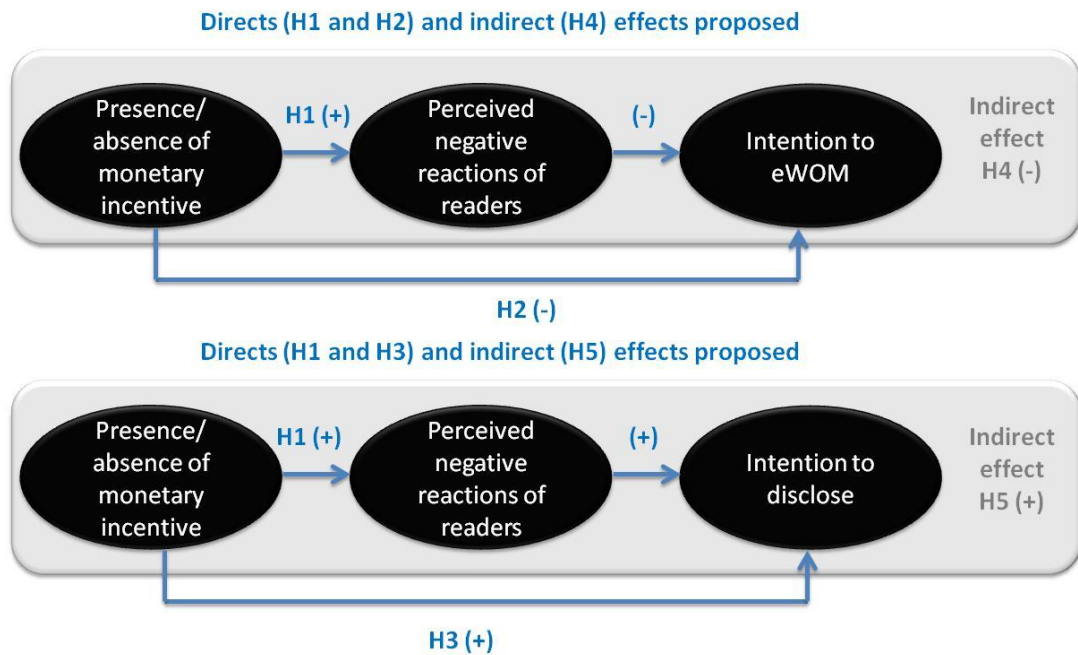 Directs (H1 and H2) and indirect (H4) effects proposed
Presence/
absence of
monetary
incentive
H1 (+)
Perceived
negative
reactions of
readers
(-)
Intention to
eWOM
Indirect
effect
H4 (-)
H2 (-)
Directs (H1 and H3) and indirect (H5) effects proposed
Presence/
absence of
monetary
incentive
H1 (+)
Perceived
negative
reactions of
readers
(+)
Intention to
disclose
Indirect
effect
H5 (+)
H3 (+)